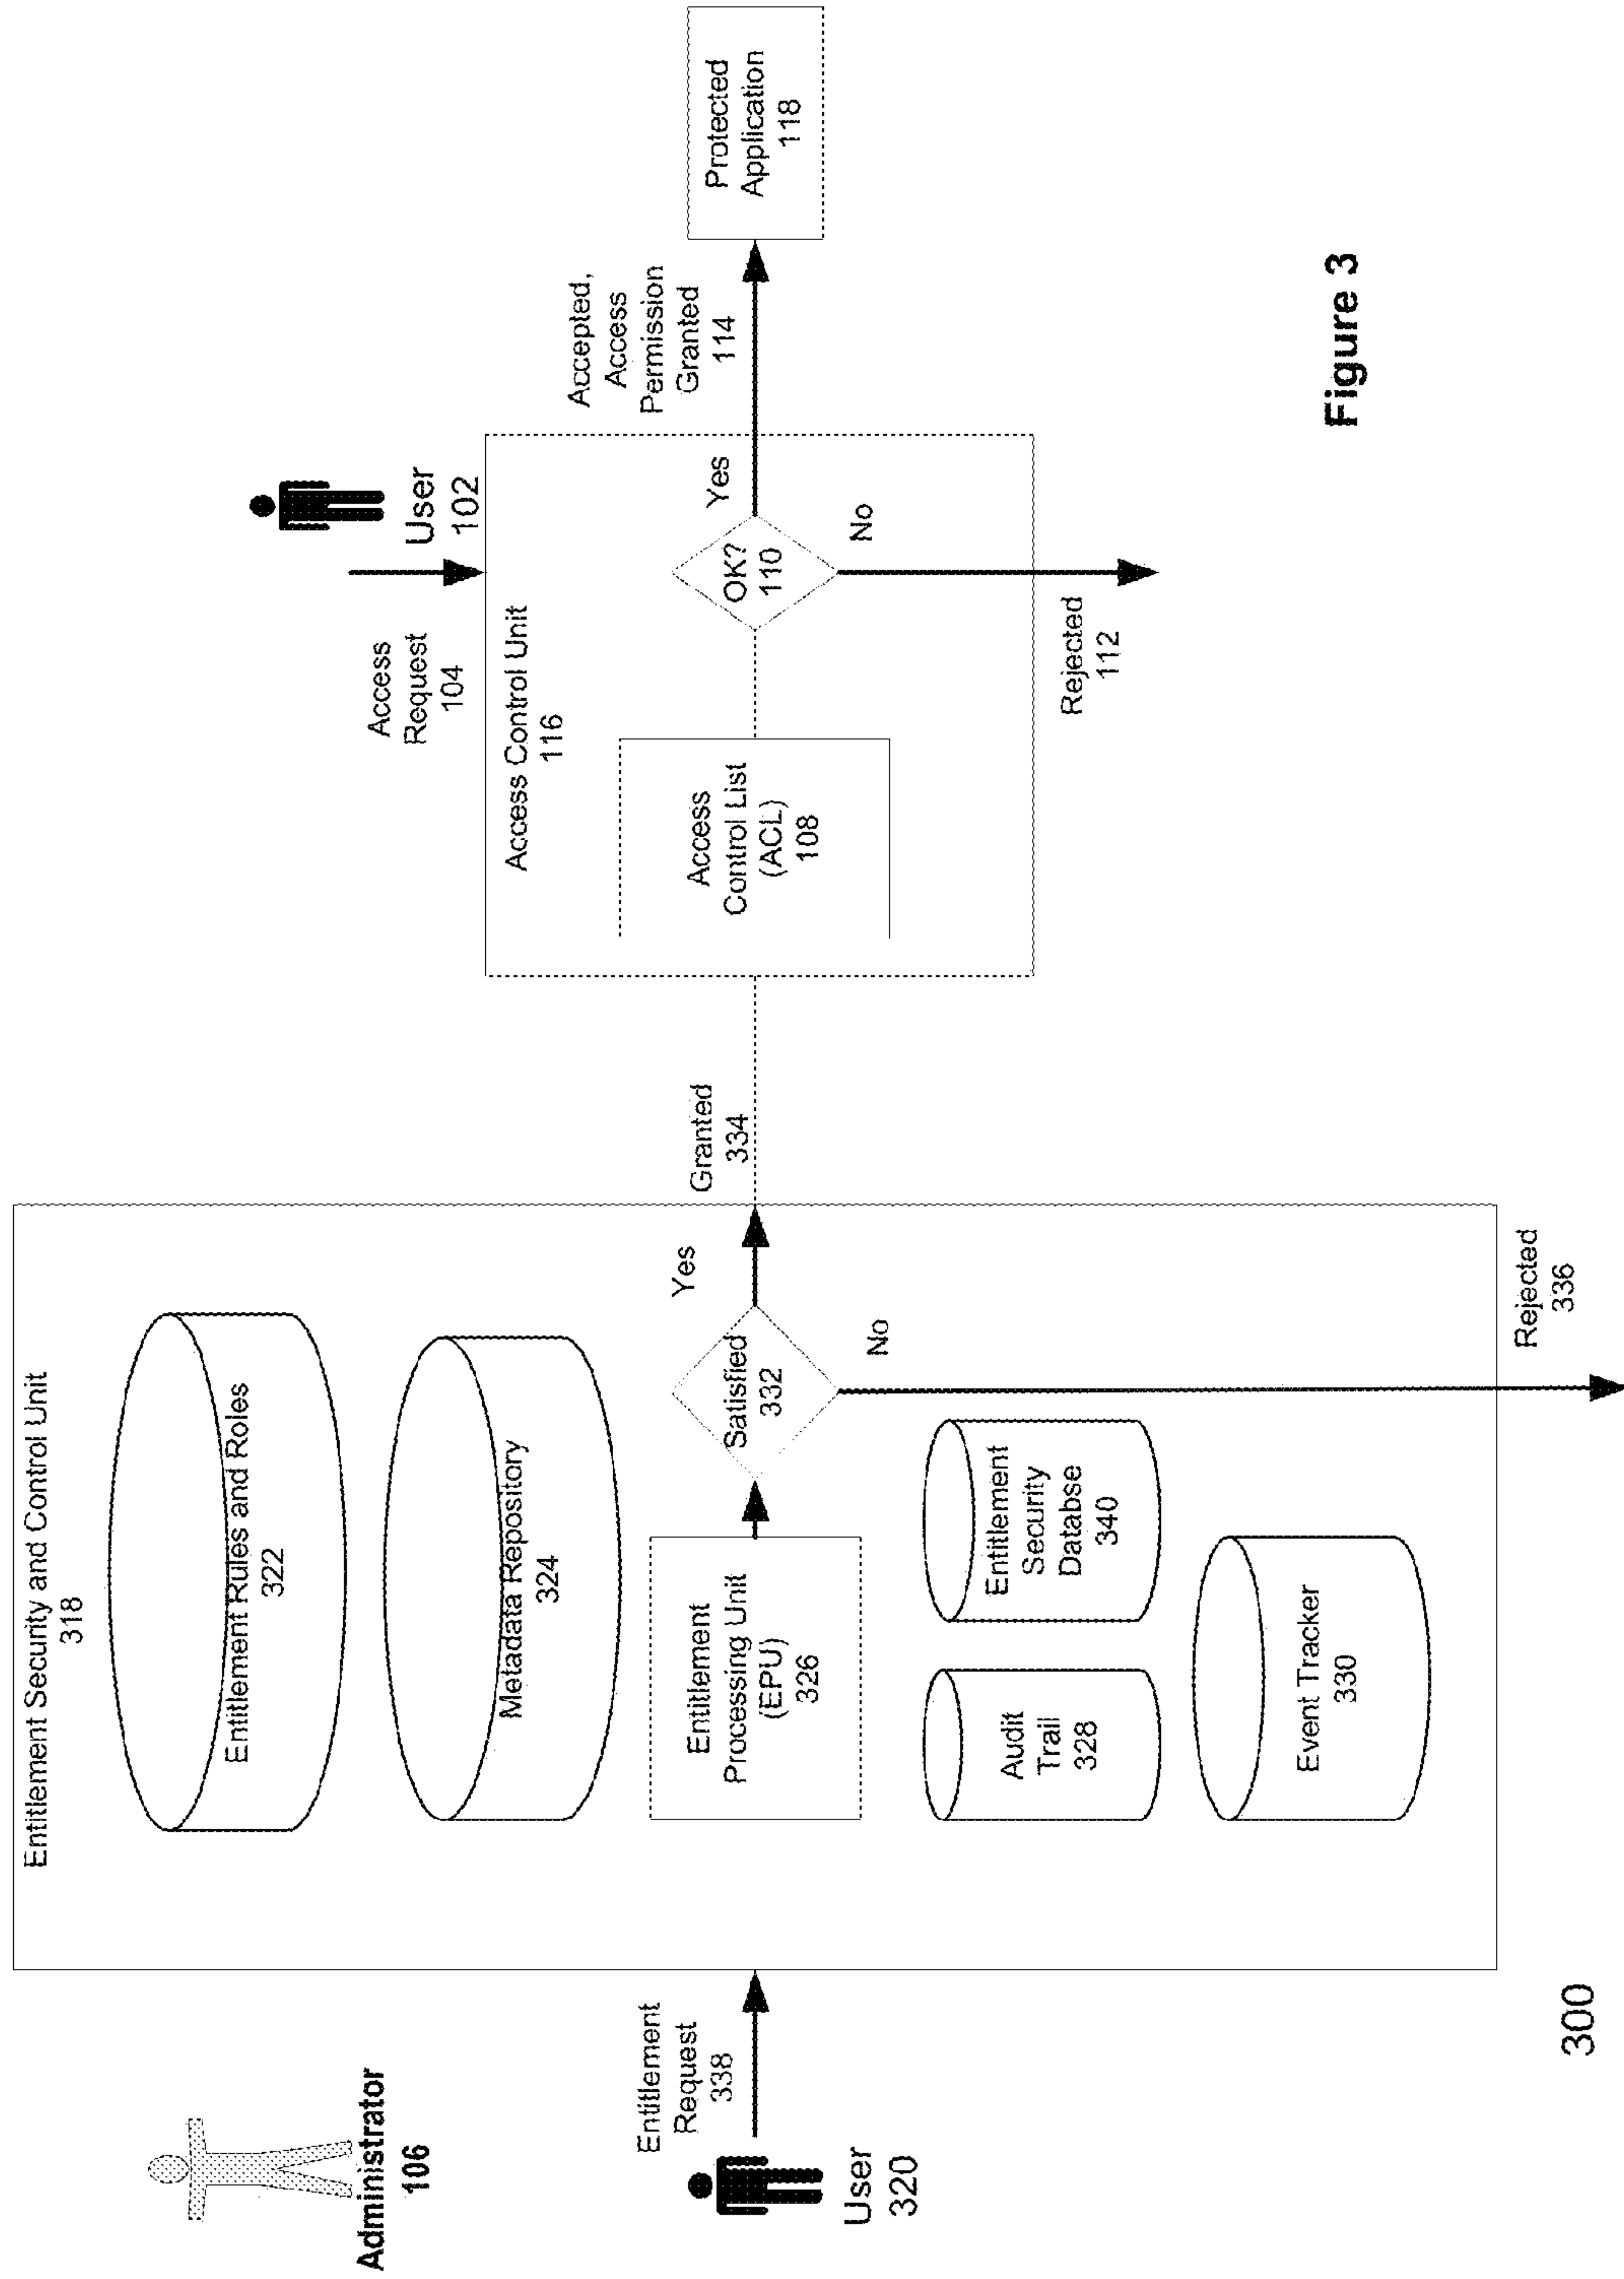 Administrator
106
Entitlement
Request
338
User
320
300
Entitlement Security and Control Unit
318
Entitlement Rules and Roles
322
Metadata Repository
324
Entitlement
Processing Unit
(EPU)
326
Satisfied
332
Yes
No
Audit
Trail
328
Entitlement
Security
Databse
340
Event Tracker
330
Granted
334
Rejected
336
Access
Request
104
User
102
Access Control Unit
116
Access
Control List
(ACL)
108
OK?
110
Yes
No
Rejected
112
Accepted,
Access
Permission
Granted
114
Protected
Application
118
Figure 3